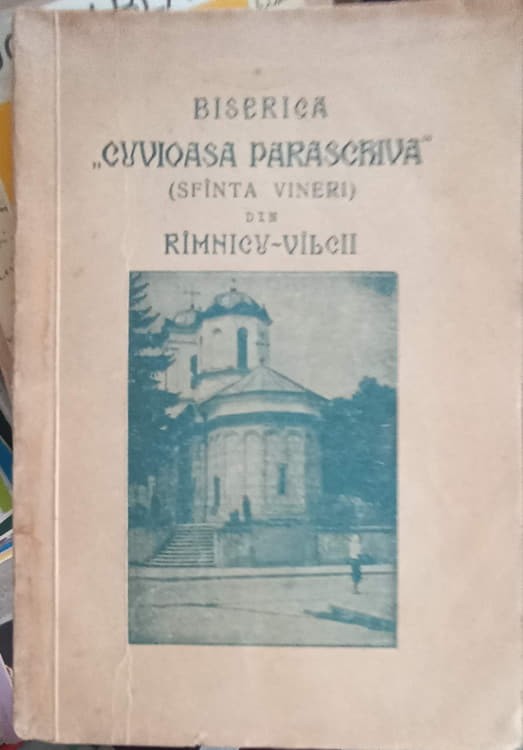 BISERICA
„CUVIOASA PARASCHIVA"
(SFÎNTA VINERI)
DIN
RÎMNICU-VÎLCII